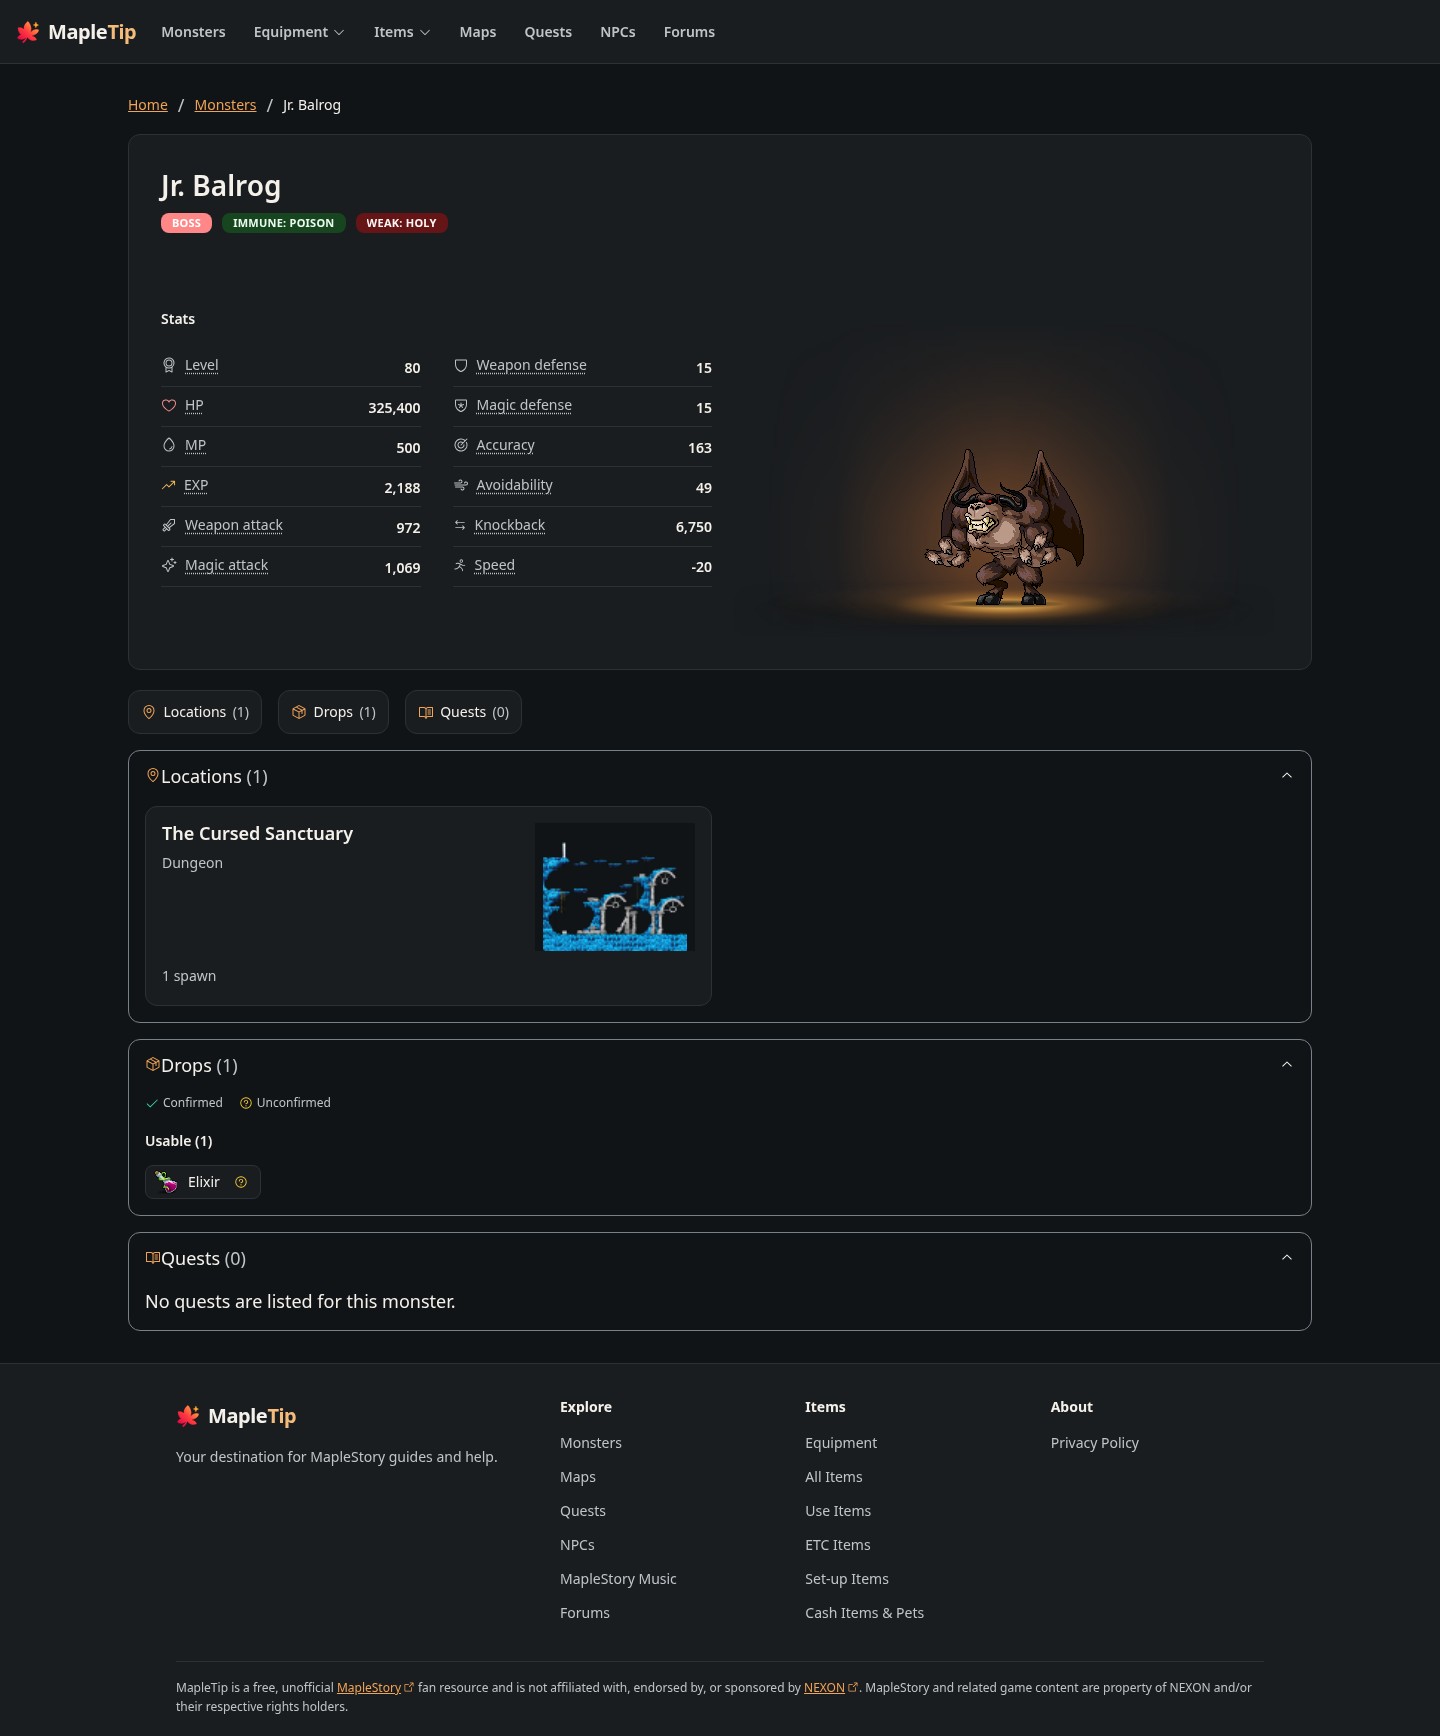 MapleTip Monsters Equipment Items Maps Quests NPCs Forums
Home / Monsters / Jr. Balrog
Jr. Balrog
BOSS IMMUNE: POISON WEAK: HOLY
Stats
Level 80
HP 325,400
MP 500
EXP 2,188
Weapon attack 972
Magic attack 1,069
Weapon defense 15
Magic defense 15
Accuracy 163
Avoidability 49
Knockback 6,750
Speed -20
Locations (1) Drops (1) Quests (0)
Locations (1)
The Cursed Sanctuary
Dungeon
1 spawn
Drops (1)
Confirmed Unconfirmed
Usable (1)
Elixir
Quests (0)
No quests are listed for this monster.
MapleTip
Your destination for MapleStory guides and help.
Explore
Monsters
Maps
Quests
NPCs
MapleStory Music
Forums
Items
Equipment
All Items
Use Items
ETC Items
Set-up Items
Cash Items & Pets
About
Privacy Policy
MapleTip is a free, unofficial MapleStory fan resource and is not affiliated with, endorsed by, or sponsored by NEXON. MapleStory and related game content are property of NEXON and/or
their respective rights holders.